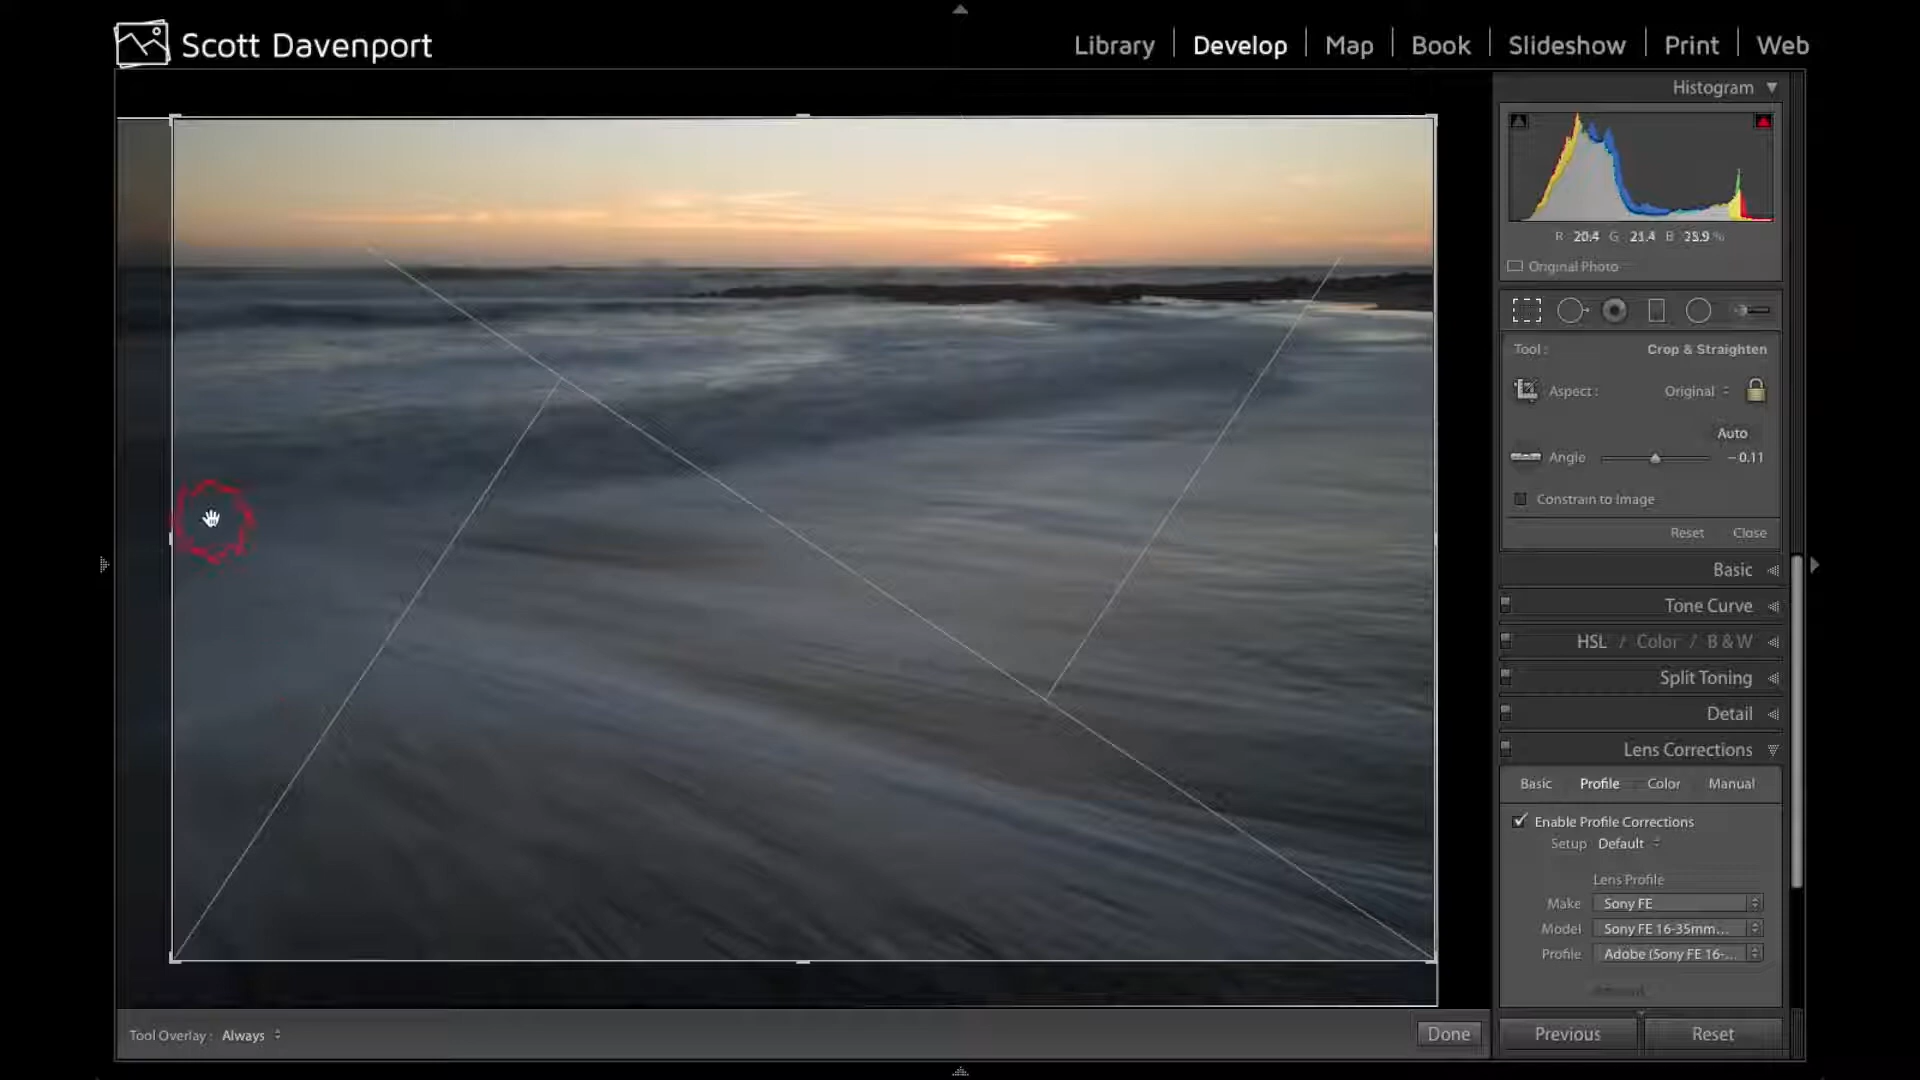 Scott Davenport
Library Develop Map Book Slideshow Print Web
Histogram
R 20.4 G 21.4 B %
Original Photo
Tool : Crop & Straighten
Aspect : Original
Auto
Angle – 0.11
Constrain to Image
Reset Close
Basic
Tone Curve
HSL / Color / B & W
Split Toning
Detail
Lens Corrections
Basic Profile Color Manual
Enable Profile Corrections
Setup Default
Lens Profile
Make Sony FE
Model Sony FE 16-35mm...
Profile Adobe (Sony FE 16-...
Tool Overlay : Always Done Previous Reset